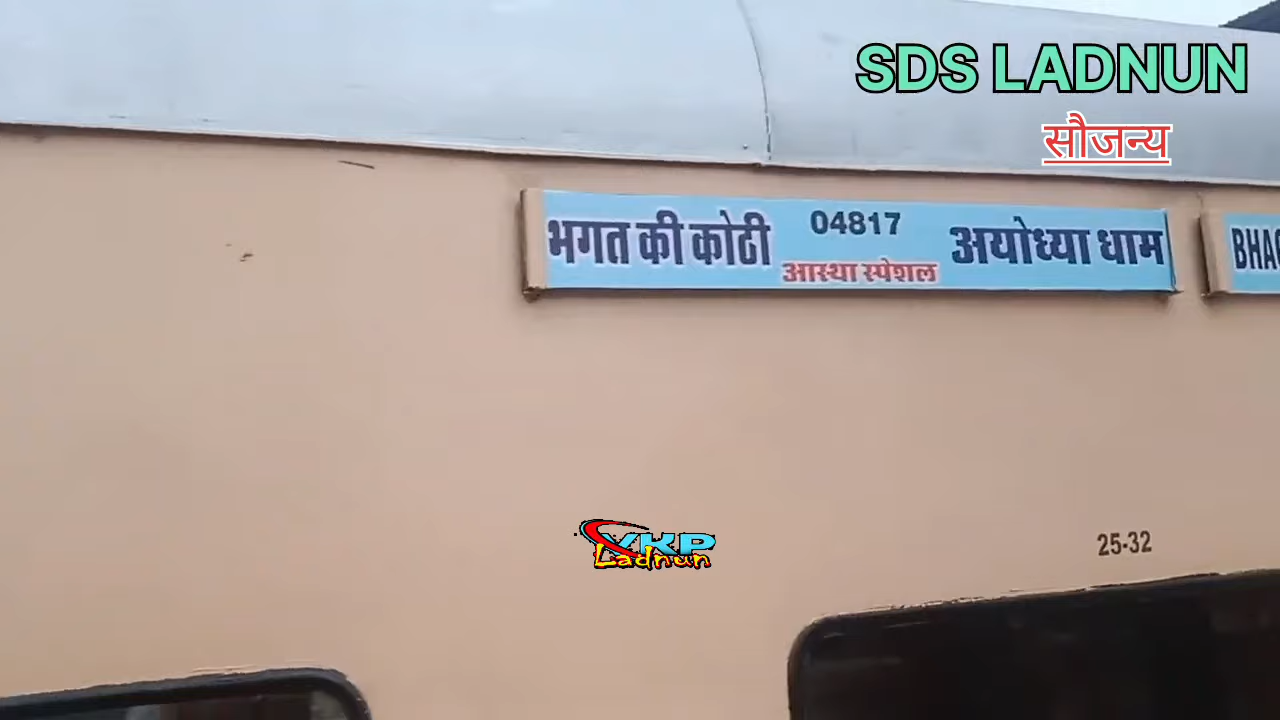 SDS LADNUN
सौजन्य
भगत की कोठी 04817 अयोध्या धाम
आस्था स्पेशल
BHAG
25-32
VKP
Ladnun